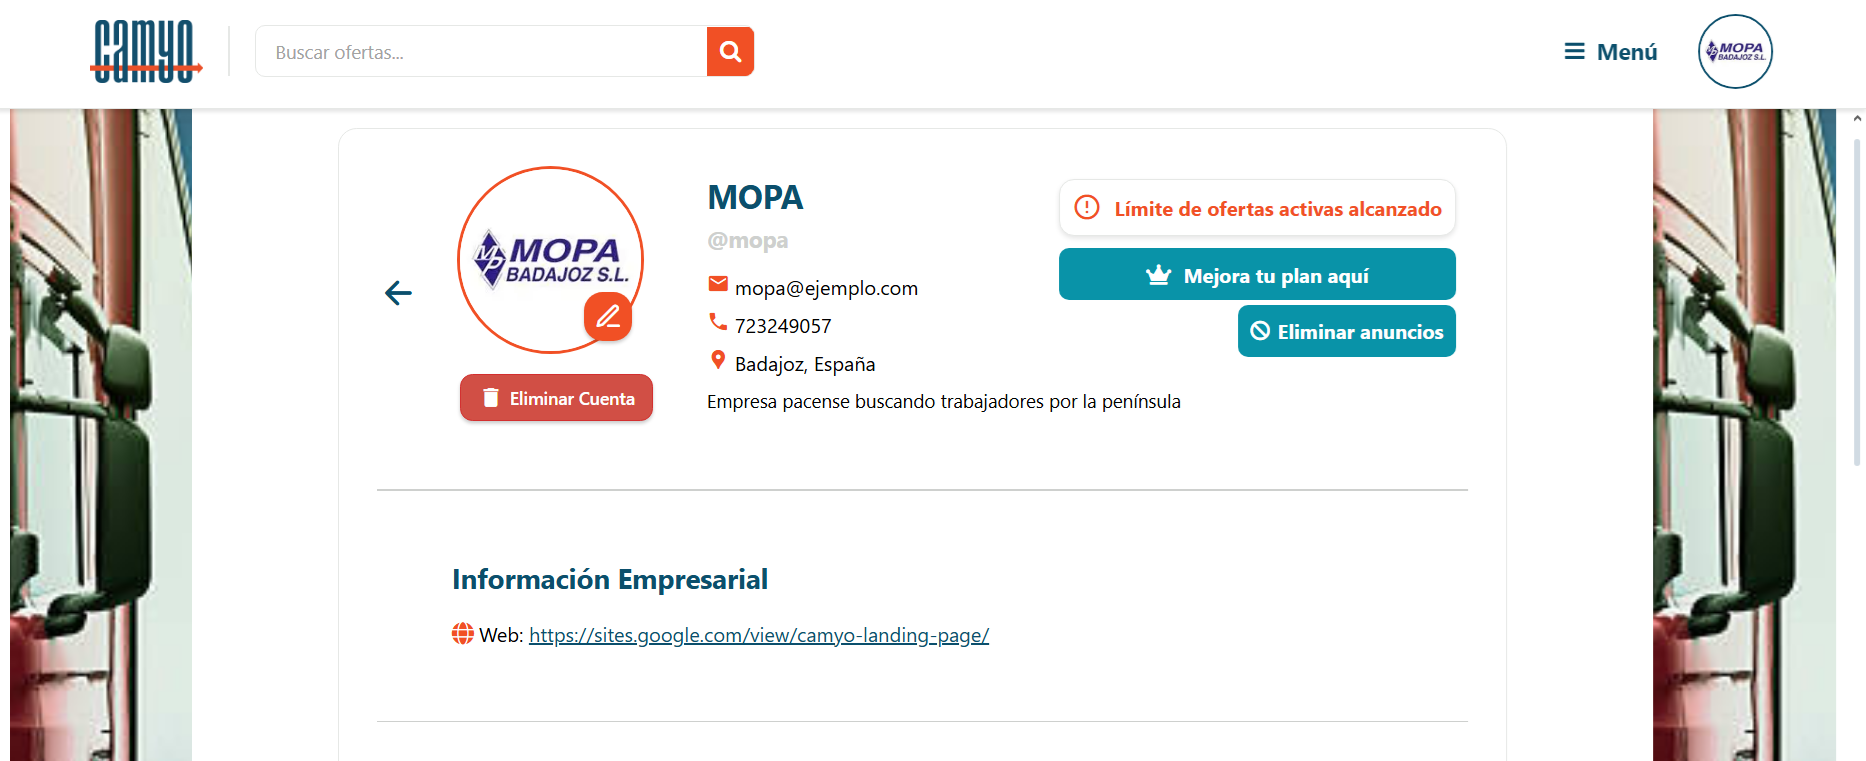 camyo
Buscar ofertas...
Menú
MOPA
BADAJOZ S.L.
MP
MOPA
BADAJOZ S.L.
MOPA
@mopa
mopa@ejemplo.com
723249057
Badajoz, España
Empresa pacense buscando trabajadores por la península
Límite de ofertas activas alcanzado
Mejora tu plan aquí
Eliminar anuncios
Eliminar Cuenta
Información Empresarial
Web: https://sites.google.com/view/camyo-landing-page/